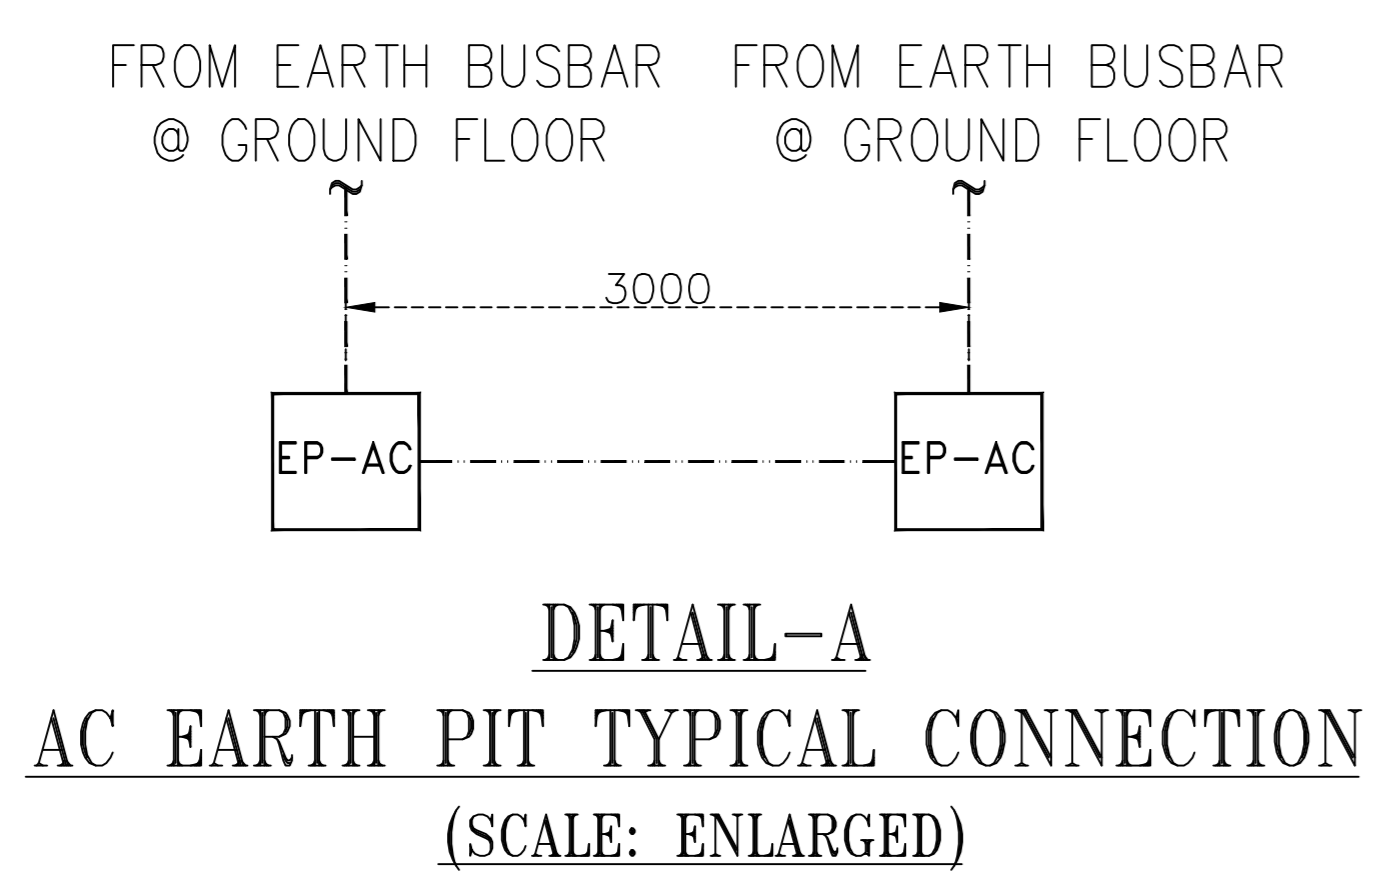 FROM EARTH BUSBAR
@ GROUND FLOOR
FROM EARTH BUSBAR
@ GROUND FLOOR
3000
EP-AC
EP-AC
DETAIL-A
AC EARTH PIT TYPICAL CONNECTION
(SCALE: ENLARGED)